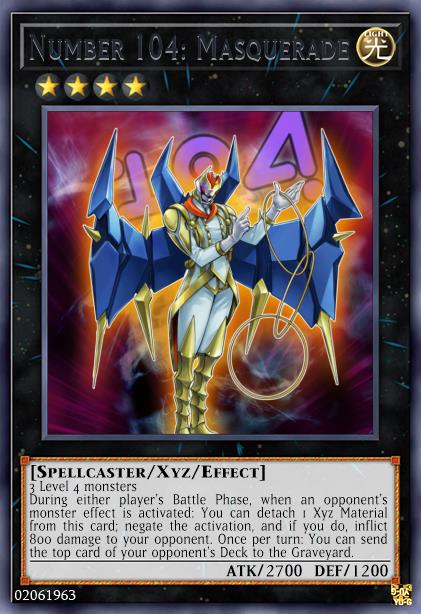 Number 104: Masquerade
LIGHT
光
104
[Spellcaster/Xyz/Effect]
3 Level 4 monsters
During either player's Battle Phase, when an opponent's
monster effect is activated: You can detach 1 Xyz Material
from this card; negate the activation, and if you do, inflict
800 damage to your opponent. Once per turn: You can send
the top card of your opponent's Deck to the Graveyard.
ATK/2700 DEF/1200
02061963